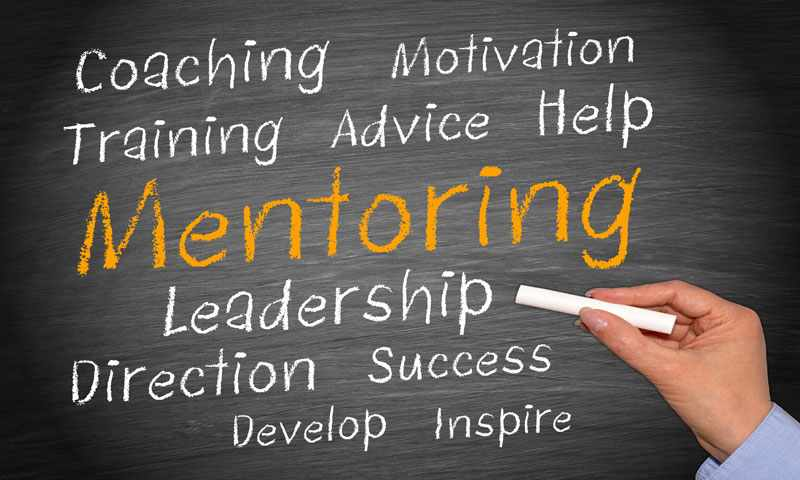 Coaching Motivation
Training Advice Help
Mentoring
Leadership
Direction Success
Develop Inspire